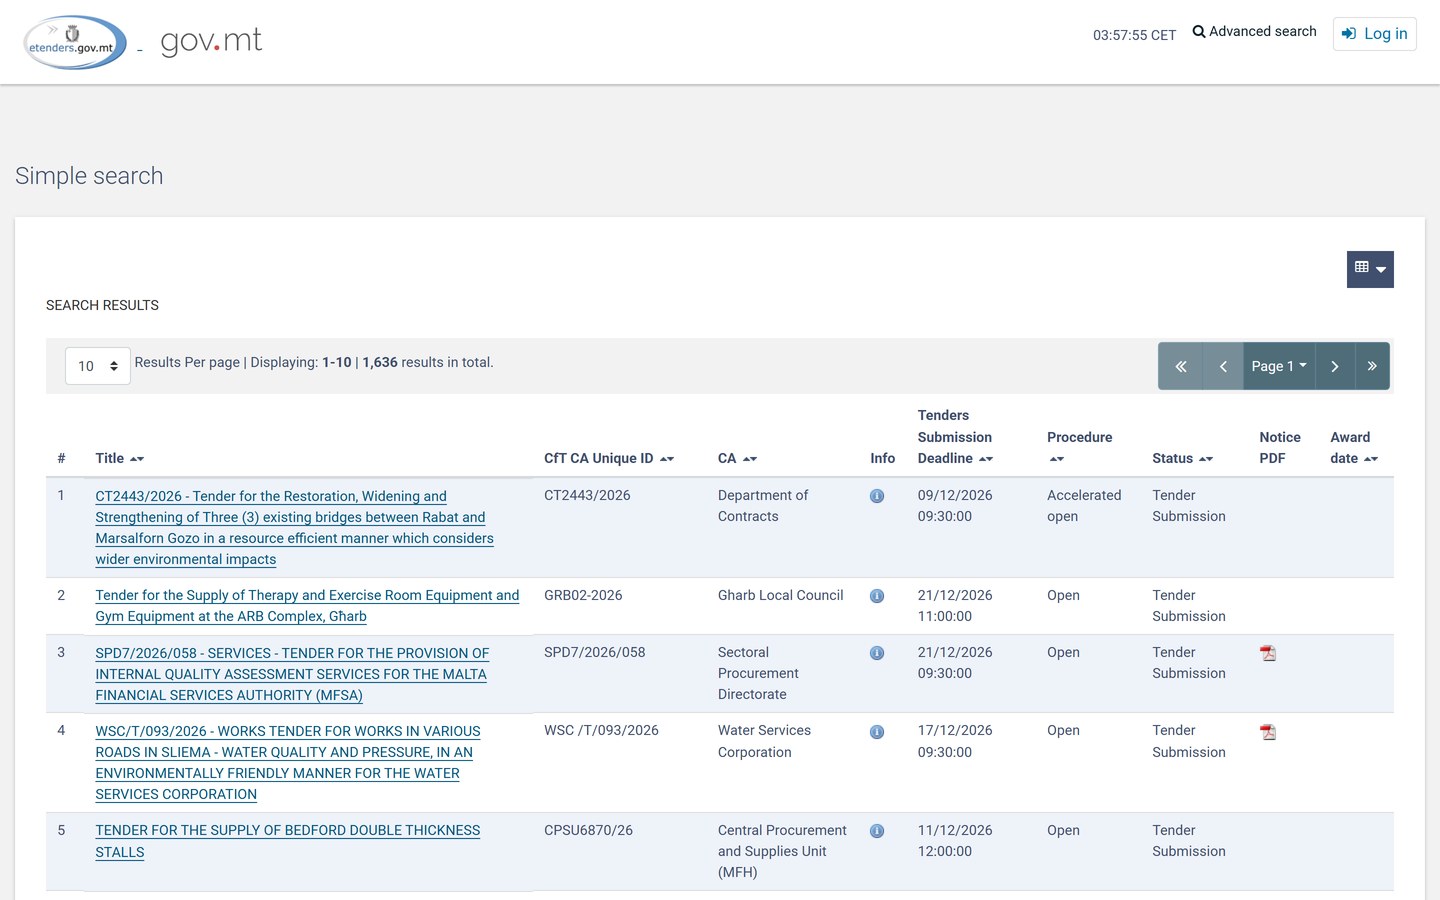 etenders.gov.mt
gov.mt
03:57:55 CET
Advanced search
Log in
Simple search
SEARCH RESULTS
10 Results Per page | Displaying: 1-10 | 1,636 results in total.
« ‹ Page 1 › »
# Title CfT CA Unique ID CA Info Tenders Submission Deadline Procedure Status Notice PDF Award date
1 CT2443/2026 - Tender for the Restoration, Widening and
Strengthening of Three (3) existing bridges between Rabat and
Marsalforn Gozo in a resource efficient manner which considers
wider environmental impacts
CT2443/2026
Department of
Contracts
09/12/2026
09:30:00
Accelerated
open
Tender
Submission
2 Tender for the Supply of Therapy and Exercise Room Equipment and
Gym Equipment at the ARB Complex, Għarb
GRB02-2026
Gharb Local Council
21/12/2026
11:00:00
Open
Tender
Submission
3 SPD7/2026/058 - SERVICES - TENDER FOR THE PROVISION OF
INTERNAL QUALITY ASSESSMENT SERVICES FOR THE MALTA
FINANCIAL SERVICES AUTHORITY (MFSA)
SPD7/2026/058
Sectoral
Procurement
Directorate
21/12/2026
09:30:00
Open
Tender
Submission
4 WSC/T/093/2026 - WORKS TENDER FOR WORKS IN VARIOUS
ROADS IN SLIEMA - WATER QUALITY AND PRESSURE, IN AN
ENVIRONMENTALLY FRIENDLY MANNER FOR THE WATER
SERVICES CORPORATION
WSC /T/093/2026
Water Services
Corporation
17/12/2026
09:30:00
Open
Tender
Submission
5 TENDER FOR THE SUPPLY OF BEDFORD DOUBLE THICKNESS
STALLS
CPSU6870/26
Central Procurement
and Supplies Unit
(MFH)
11/12/2026
12:00:00
Open
Tender
Submission